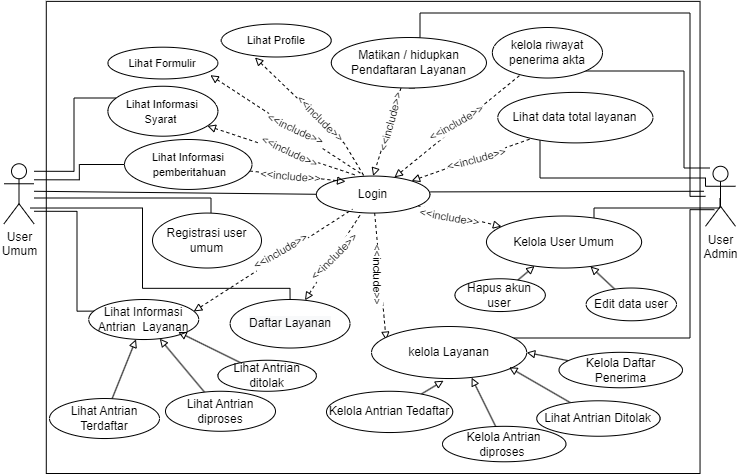 Lihat Profile
Lihat Formulir
Matikan / hidupkan
Pendaftaran Layanan
kelola riwayat
penerima akta
Lihat Informasi
Syarat
Lihat data total layanan
Lihat Informasi
pemberitahuan
<<include>>
<<include>>
<<include>>
<<include>>
<<include>>
<<include>>
<<include>>
Login
User
Umum
User
Admin
Registrasi user
umum
<<include>>
<<include>>
<<include>>
<<include>>
Kelola User Umum
Hapus akun
user
Edit data user
Lihat Informasi
Antrian Layanan
Daftar Layanan
kelola Layanan
Lihat Antrian
ditolak
Kelola Daftar
Penerima
Lihat Antrian
Terdaftar
Lihat Antrian
diproses
Kelola Antrian Tedaftar
Lihat Antrian Ditolak
Kelola Antrian
diproses